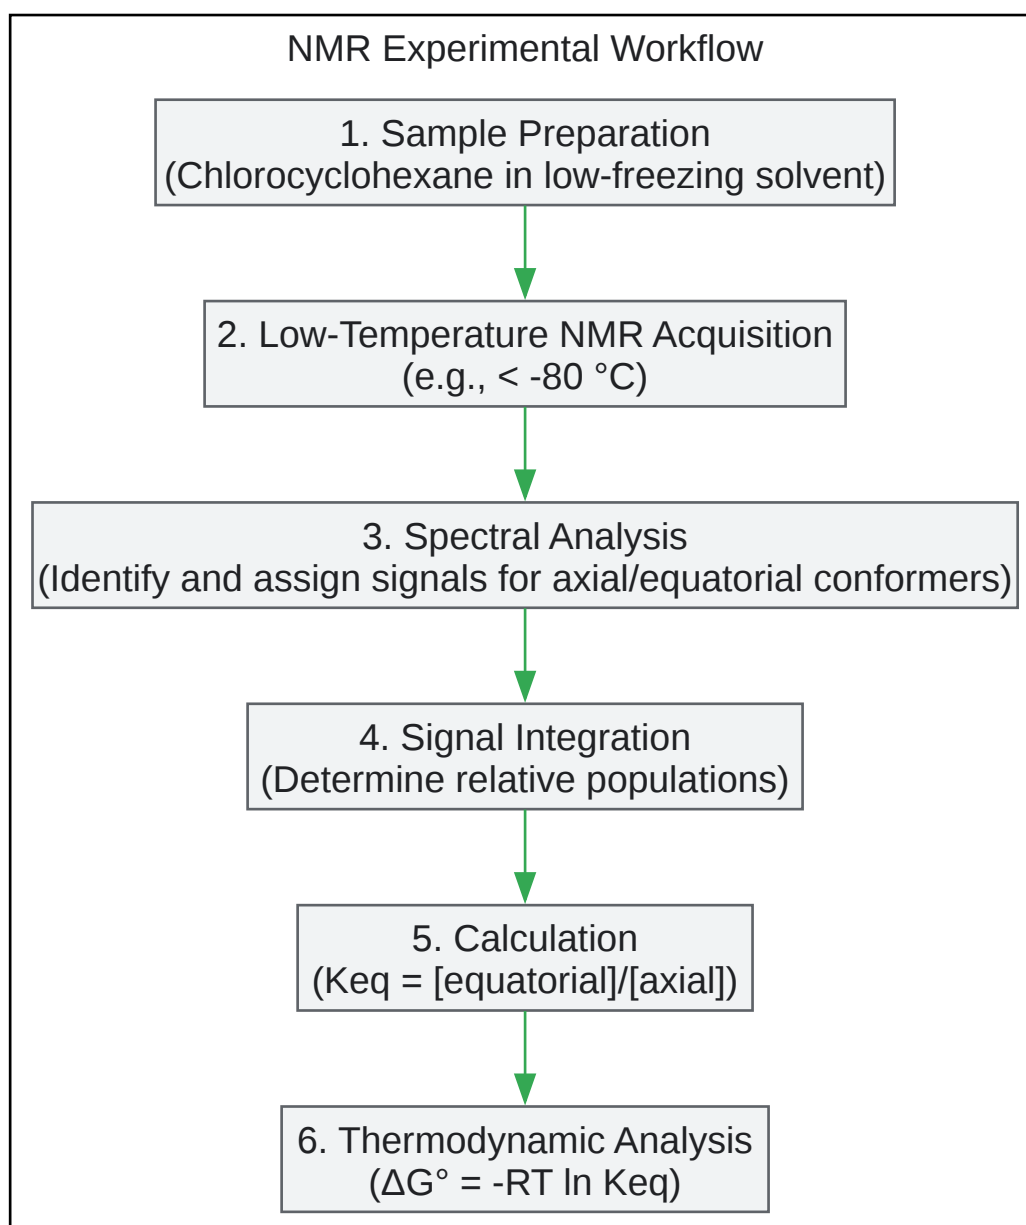 NMR Experimental Workflow
1. Sample Preparation
(Chlorocyclohexane in low-freezing solvent)
2. Low-Temperature NMR Acquisition
(e.g., < -80 °C)
3. Spectral Analysis
(Identify and assign signals for axial/equatorial conformers)
4. Signal Integration
(Determine relative populations)
5. Calculation
(Keq = [equatorial]/[axial])
6. Thermodynamic Analysis
(ΔG° = -RT ln Keq)